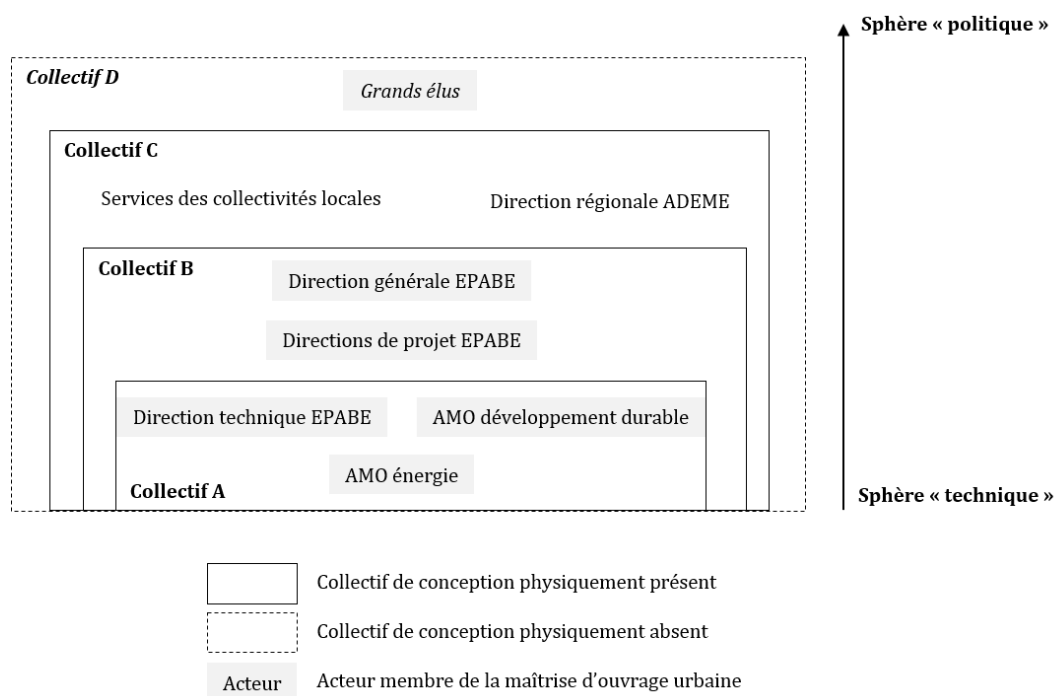 Sphère « politique »
Collectif D
Grands élus
Collectif C
Services des collectivités locales
Direction régionale ADEME
Collectif B
Direction générale EPABE
Directions de projet EPABE
Direction technique EPABE
AMO développement durable
AMO énergie
Collectif A
Sphère « technique »
Collectif de conception physiquement présent
Collectif de conception physiquement absent
Acteur
Acteur membre de la maîtrise d'ouvrage urbaine